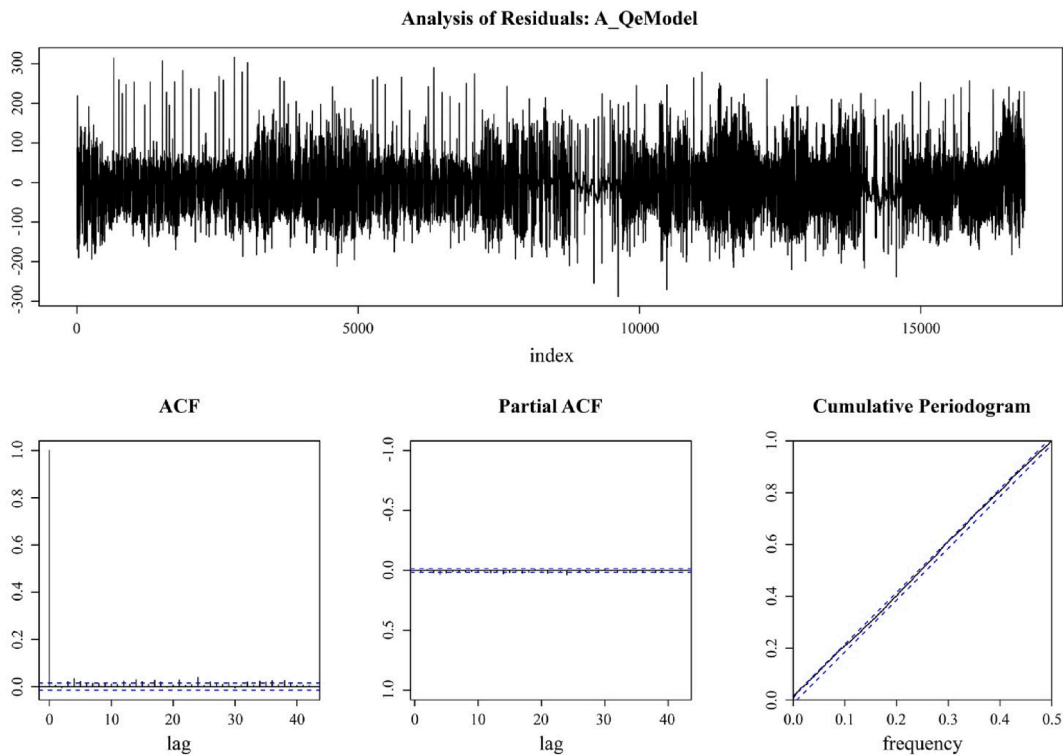 Analysis of Residuals: A_QeModel
300
200
100
0
-100
-200
-300
0 5000 10000 15000
index
ACF
1.0
0.8
0.6
0.4
0.2
0.0
0 10 20 30 40
lag
Partial ACF
-1.0
-0.5
0.0
0.5
1.0
0 10 20 30 40
lag
Cumulative Periodogram
1.0
0.8
0.6
0.4
0.2
0.0
0.0 0.1 0.2 0.3 0.4 0.5
frequency